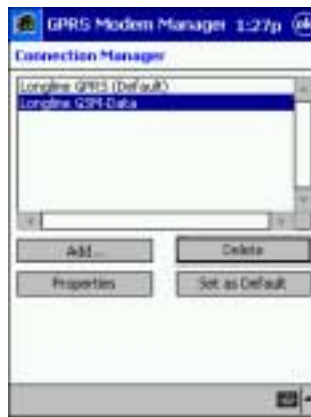 GPRS Modem Manager 1:27p ok
Connection Manager
Longline GPRS (Default)
Longline GSM-Data
Add... Delete
Properties Set as Default